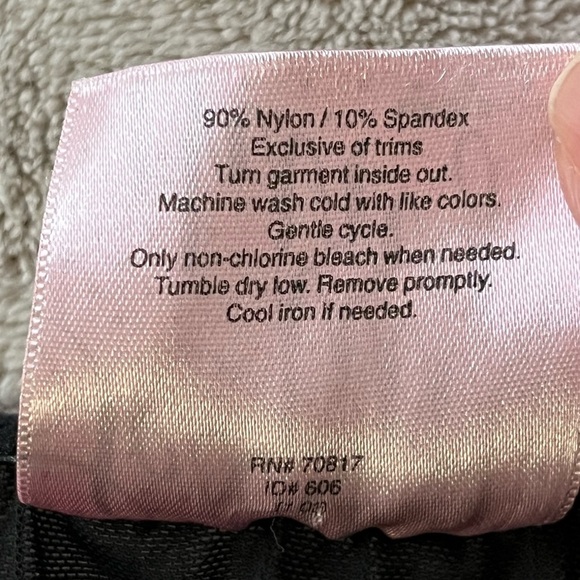 90% Nylon / 10% Spandex
Exclusive of trims
Turn garment inside out.
Machine wash cold with like colors.
Gentle cycle.
Only non-chlorine bleach when needed.
Tumble dry low. Remove promptly.
Cool iron if needed.
RN# 70817
ID# 606